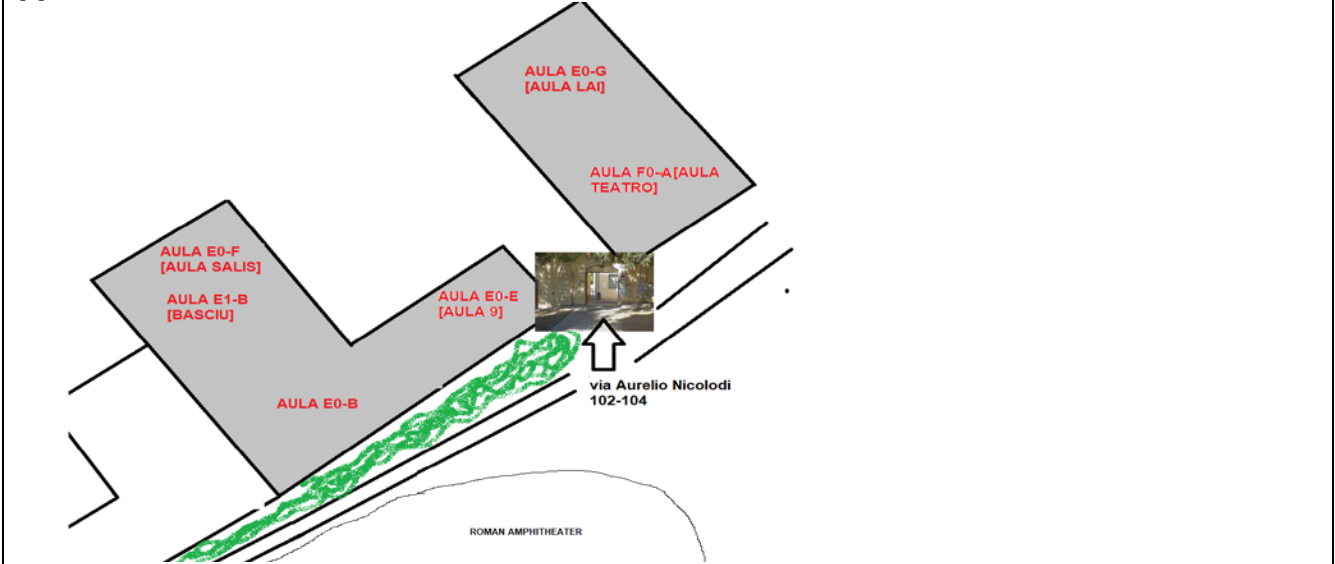 AULA E0-G
[AULA LAI]
AULA F0-A[AULA
TEATRO]
AULA E0-F
[AULA SALIS]
AULA E1-B
[BASCIU]
AULA E0-E
[AULA 9]
via Aurelio Nicolodi
102-104
AULA E0-B
ROMAN AMPHITHEATER